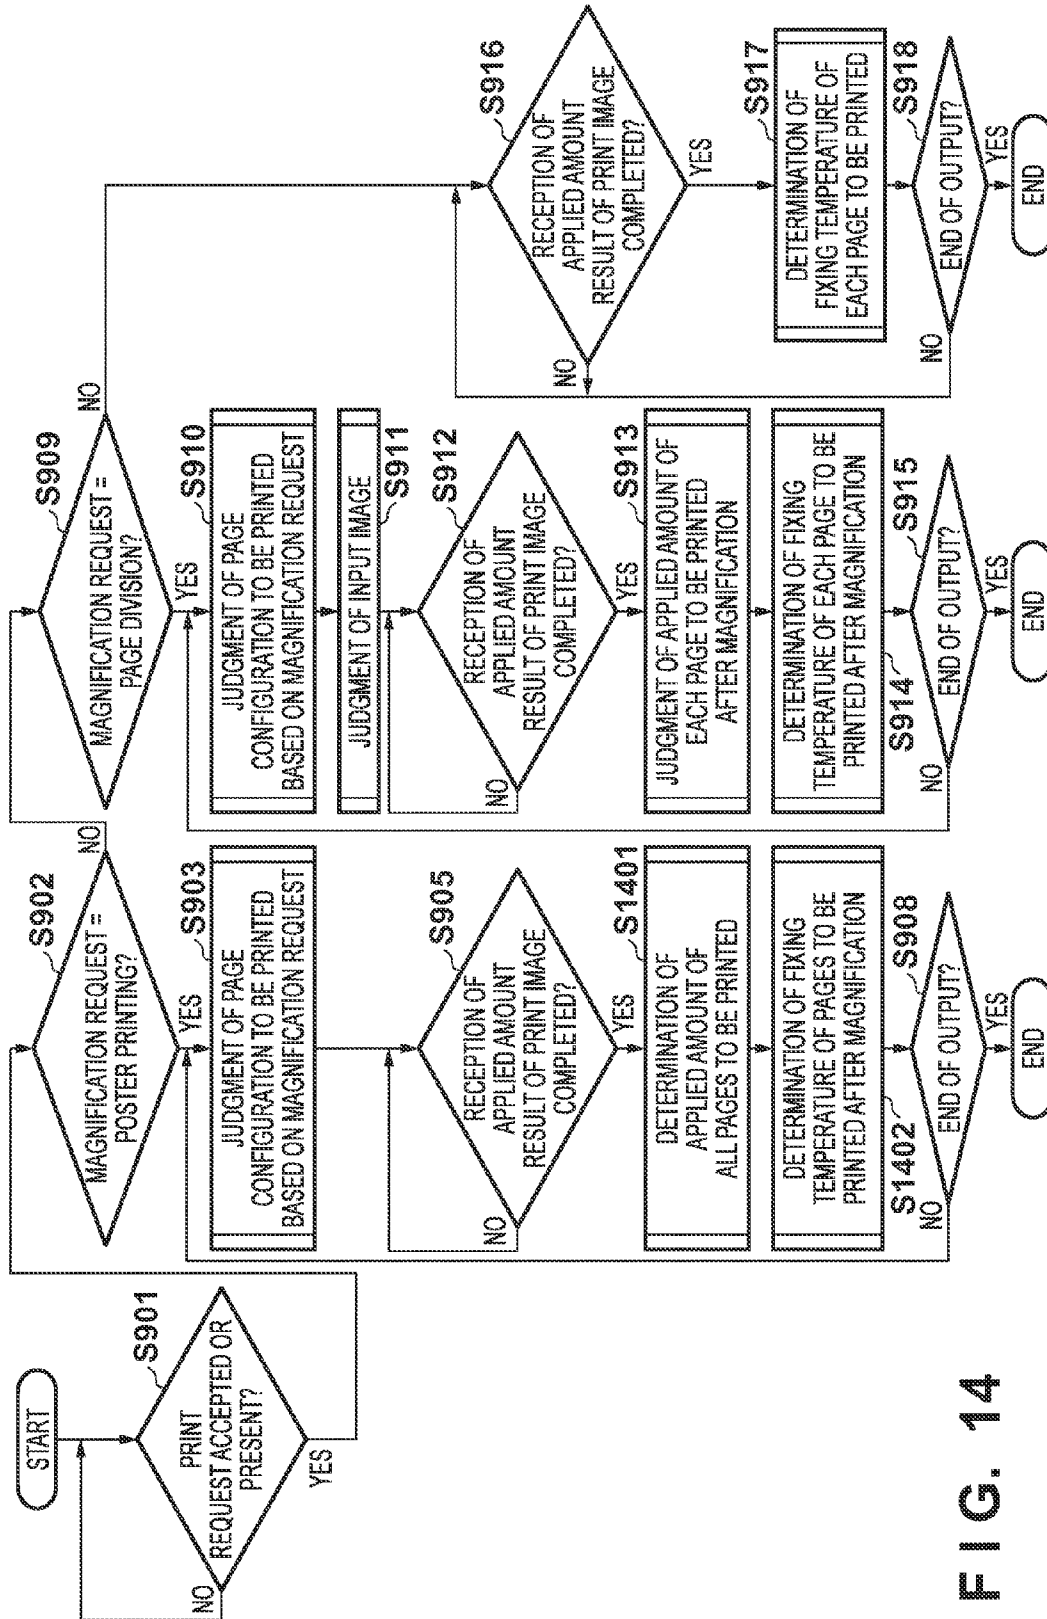 START
S901
PRINT
REQUEST ACCEPTED OR
PRESENT?
NO
YES
S902
MAGNIFICATION REQUEST =
POSTER PRINTING?
NO
YES
S903
JUDGMENT OF PAGE
CONFIGURATION TO BE PRINTED
BASED ON MAGNIFICATION REQUEST
S905
RECEPTION OF
APPLIED AMOUNT
RESULT OF PRINT IMAGE
COMPLETED?
NO
YES
S1401
DETERMINATION OF
APPLIED AMOUNT OF
ALL PAGES TO BE PRINTED
DETERMINATION OF FIXING
TEMPERATURE OF PAGES TO BE
PRINTED AFTER MAGNIFICATION
S1402
S908
END OF OUTPUT?
NO
YES
END
S909
MAGNIFICATION REQUEST =
PAGE DIVISION?
NO
YES
S910
JUDGMENT OF PAGE
CONFIGURATION TO BE PRINTED
BASED ON MAGNIFICATION REQUEST
S911
JUDGMENT OF INPUT IMAGE
S912
RECEPTION OF
APPLIED AMOUNT
RESULT OF PRINT IMAGE
COMPLETED?
NO
YES
S913
JUDGMENT OF APPLIED AMOUNT OF
EACH PAGE TO BE PRINTED
AFTER MAGNIFICATION
DETERMINATION OF FIXING
TEMPERATURE OF EACH PAGE TO BE
PRINTED AFTER MAGNIFICATION
S914
S915
END OF OUTPUT?
NO
YES
END
S916
RECEPTION OF
APPLIED AMOUNT
RESULT OF PRINT IMAGE
COMPLETED?
NO
YES
S917
DETERMINATION OF
FIXING TEMPERATURE OF
EACH PAGE TO BE PRINTED
S918
END OF OUTPUT?
NO
YES
END
FIG. 14